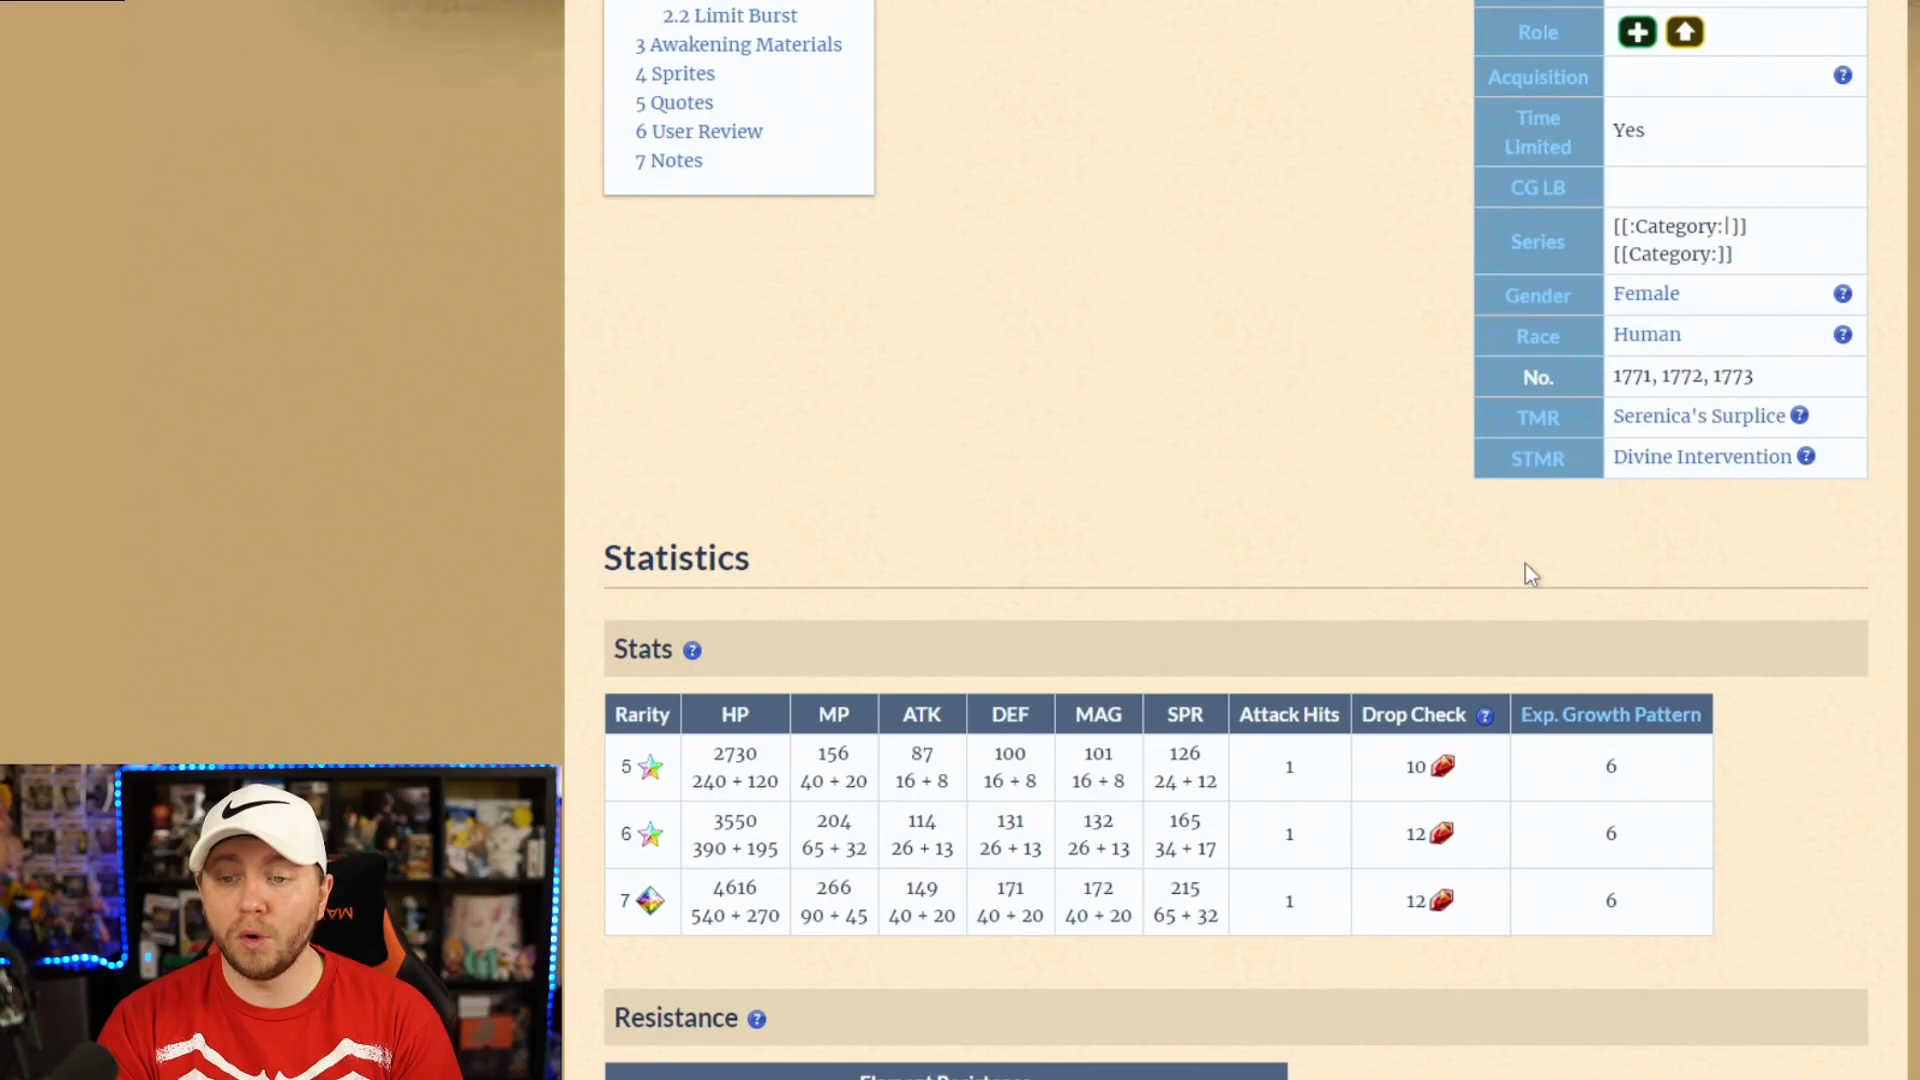 2.2 Limit Burst
3 Awakening Materials
4 Sprites
5 Quotes
6 User Review
7 Notes
Role
Acquisition ?
Time Limited Yes
CG LB
Series [[:Category:|]]
[[Category:]]
Gender Female ?
Race Human ?
No. 1771, 1772, 1773
TMR Serenica's Surplice ?
STMR Divine Intervention ?
Statistics
Stats ?
Rarity HP MP ATK DEF MAG SPR Attack Hits Drop Check ? Exp. Growth Pattern
5 2730 156 87 100 101 126 1 10 6
240 + 120 40 + 20 16 + 8 16 + 8 16 + 8 24 + 12
6 3550 204 114 131 132 165 1 12 6
390 + 195 65 + 32 26 + 13 26 + 13 26 + 13 34 + 17
7 4616 266 149 171 172 215 1 12 6
540 + 270 90 + 45 40 + 20 40 + 20 40 + 20 65 + 32
Resistance ?
Element Resistance